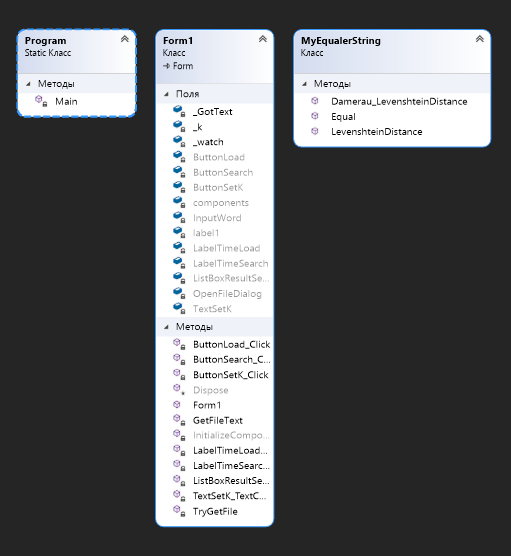 Program
Static Класс
Методы
Main
Form1
Класс
Form
Поля
_GotText
_k
_watch
ButtonLoad
ButtonSearch
ButtonSetK
components
InputWord
label1
LabelTimeLoad
LabelTimeSearch
ListBoxResultSe...
OpenFileDialog
TextSetK
Методы
ButtonLoad_Click
ButtonSearch_C...
ButtonSetK_Click
Dispose
Form1
GetFileText
InitializeCompo...
LabelTimeLoad...
LabelTimeSearc...
ListBoxResultSe...
TextSetK_TextC...
TryGetFile
MyEqualerString
Класс
Методы
Damerau_LevenshteinDistance
Equal
LevenshteinDistance